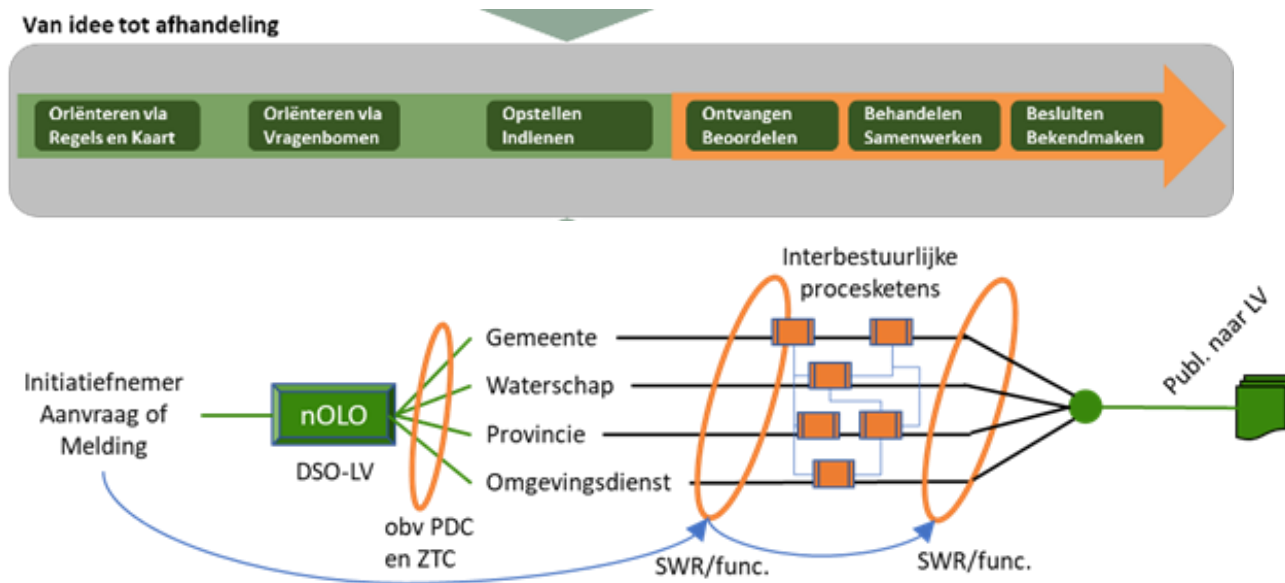 Van idee tot afhandeling
Oriënteren via
Regels en Kaart
Oriënteren via
Vragenbomen
Opstellen
Indienen
Ontvangen
Beoordelen
Behandelen
Samenwerken
Besluiten
Bekendmaken
Interbestuurlijke
procesketens
Initiatiefnemer
Aanvraag of
Melding
nOLO
DSO-LV
obv PDC
en ZTC
Gemeente
Waterschap
Provincie
Omgevingsdienst
SWR/func.
SWR/func.
Publ. naar LV